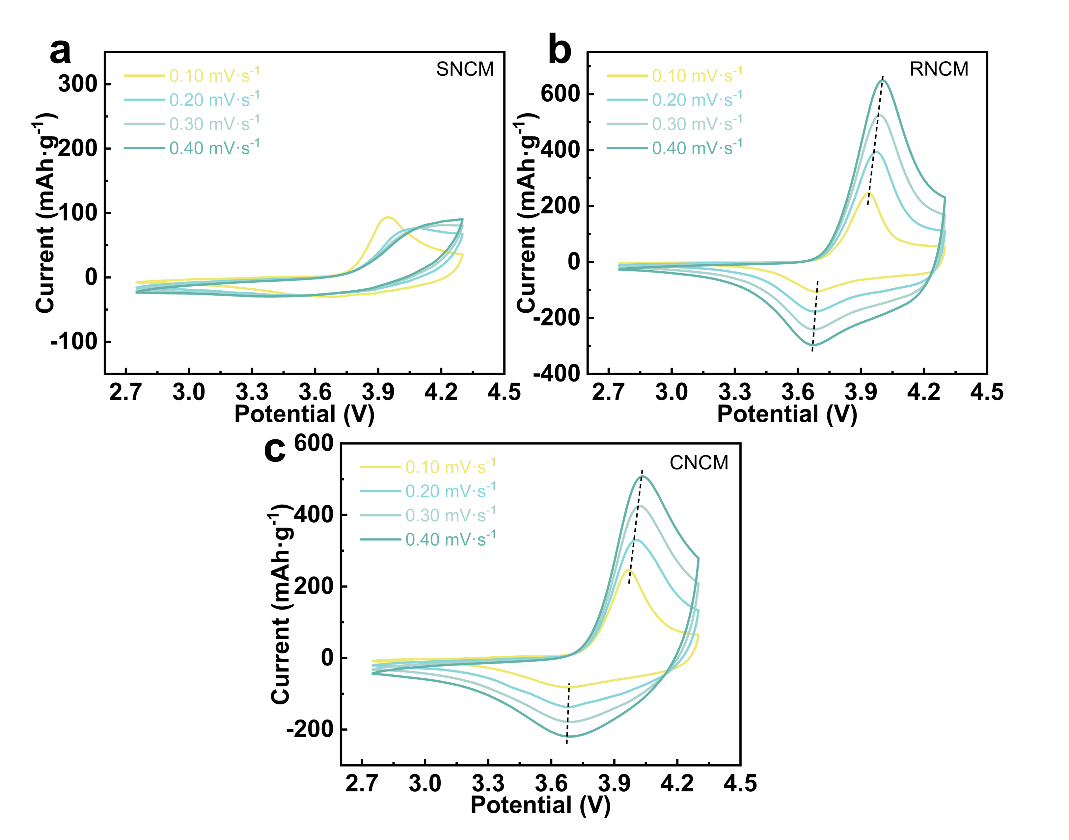 a
SNCM
0.10 mV·s⁻¹
0.20 mV·s⁻¹
0.30 mV·s⁻¹
0.40 mV·s⁻¹
300
200
100
0
-100
Current (mAh·g⁻¹)
2.7 3.0 3.3 3.6 3.9 4.2 4.5
Potential (V)
b
RNCM
0.10 mV·s⁻¹
0.20 mV·s⁻¹
0.30 mV·s⁻¹
0.40 mV·s⁻¹
600
400
200
0
-200
-400
Current (mAh·g⁻¹)
2.7 3.0 3.3 3.6 3.9 4.2 4.5
Potential (V)
c
CNCM
0.10 mV·s⁻¹
0.20 mV·s⁻¹
0.30 mV·s⁻¹
0.40 mV·s⁻¹
600
400
200
0
-200
Current (mAh·g⁻¹)
2.7 3.0 3.3 3.6 3.9 4.2 4.5
Potential (V)